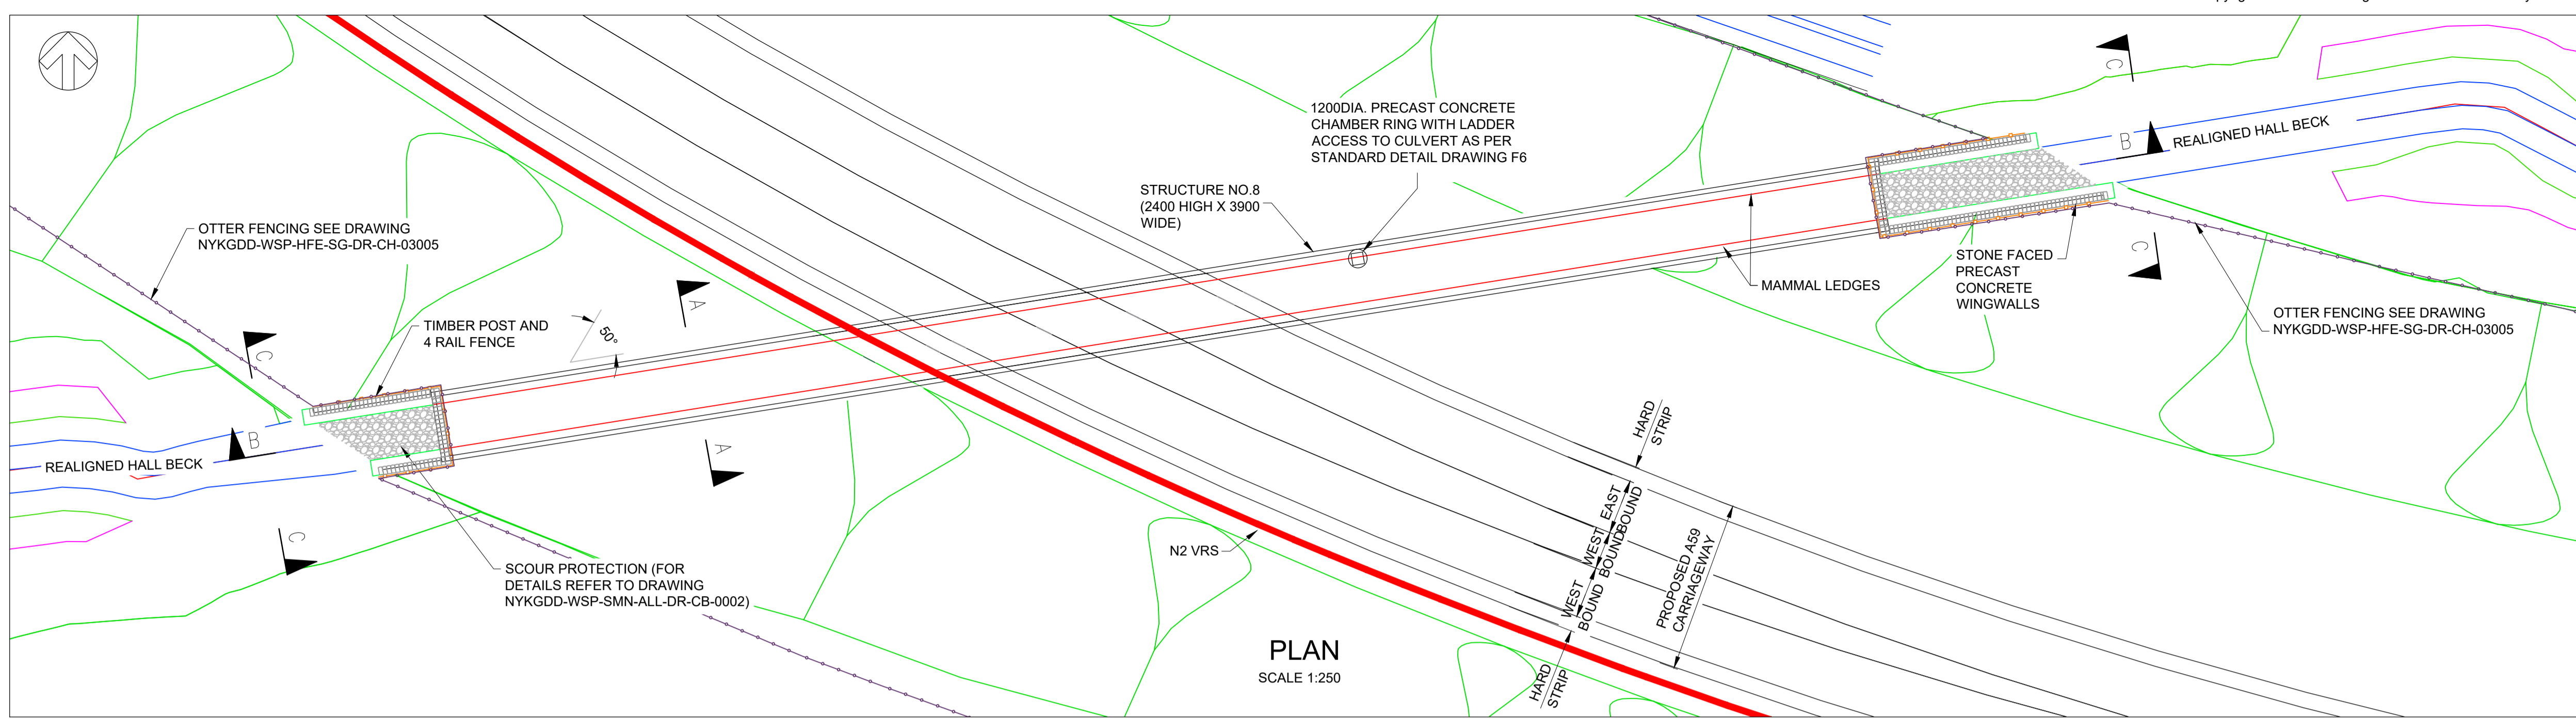 1200DIA. PRECAST CONCRETE
CHAMBER RING WITH LADDER
ACCESS TO CULVERT AS PER
STANDARD DETAIL DRAWING F6
STRUCTURE NO.8
(2400 HIGH X 3900
WIDE)
C
B
REALIGNED HALL BECK
OTTER FENCING SEE DRAWING
NYKGDD-WSP-HFE-SG-DR-CH-03005
TIMBER POST AND
4 RAIL FENCE
50°
A
A
C
B
REALIGNED HALL BECK
C
SCOUR PROTECTION (FOR
DETAILS REFER TO DRAWING
NYKGDD-WSP-SMN-ALL-DR-CB-0002)
MAMMAL LEDGES
STONE FACED
PRECAST
CONCRETE
WINGWALLS
C
OTTER FENCING SEE DRAWING
NYKGDD-WSP-HFE-SG-DR-CH-03005
HARD
STRIP
EAST
BOUND
WEST
BOUND
WEST
BOUND
PROPOSED A59
CARRIAGEWAY
HARD
STRIP
N2 VRS
PLAN
SCALE 1:250